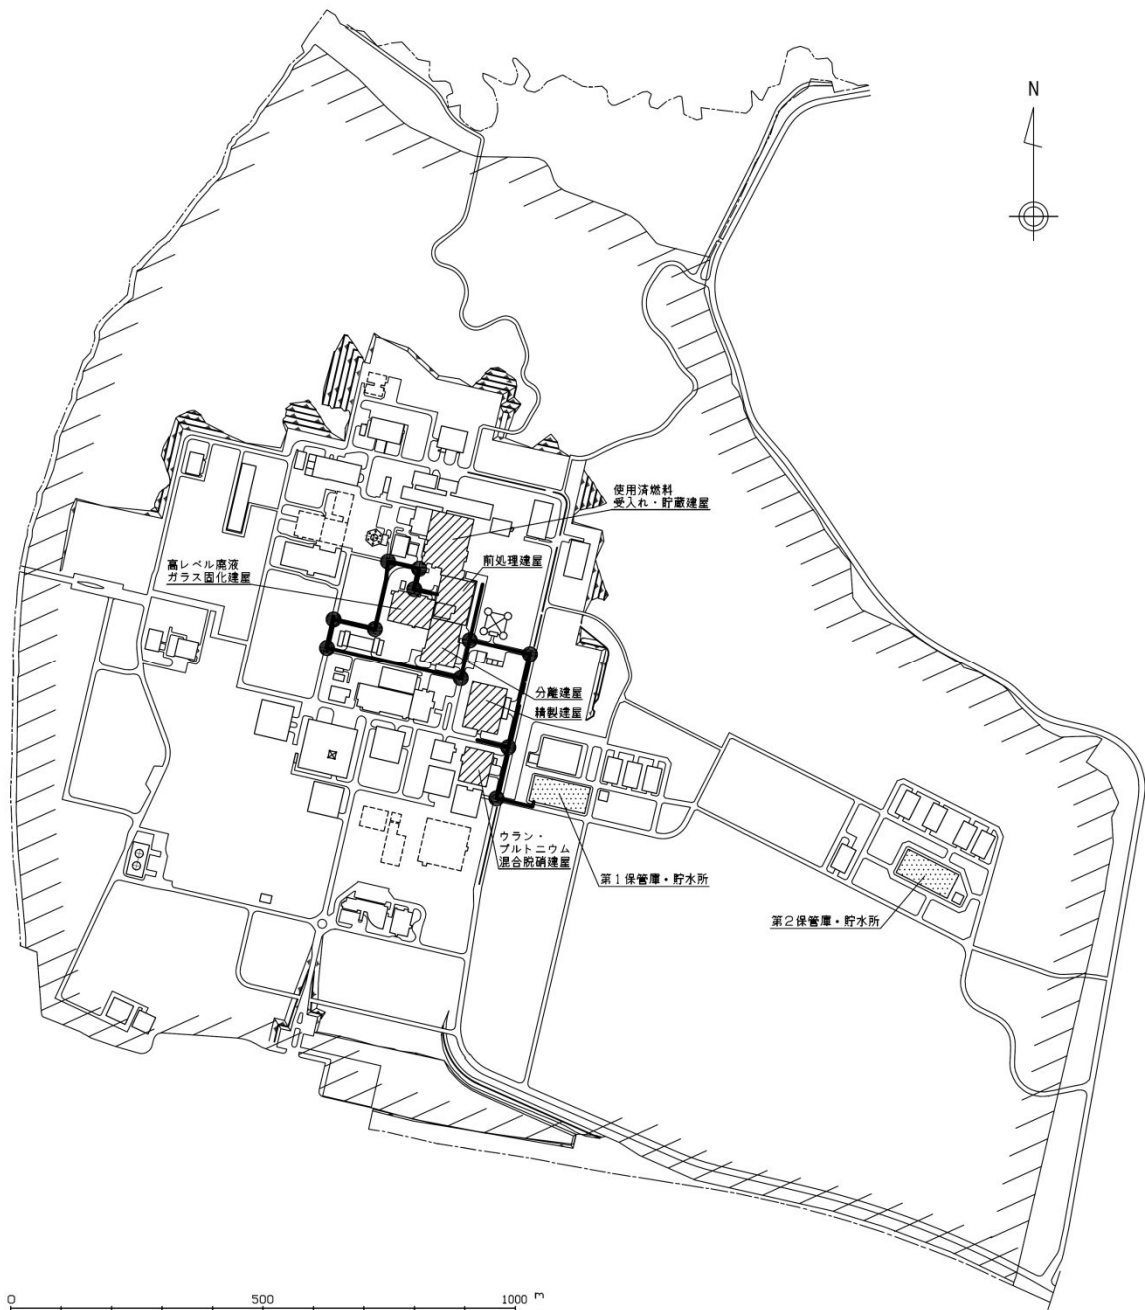 N
使用済燃料
受入れ・貯蔵建屋
前処理建屋
高レベル廃液
ガラス固化建屋
分離建屋
精製建屋
ウラン・
プルトニウム
混合脱硝建屋
第1保管庫・貯水所
第2保管庫・貯水所
0 500 1000 m